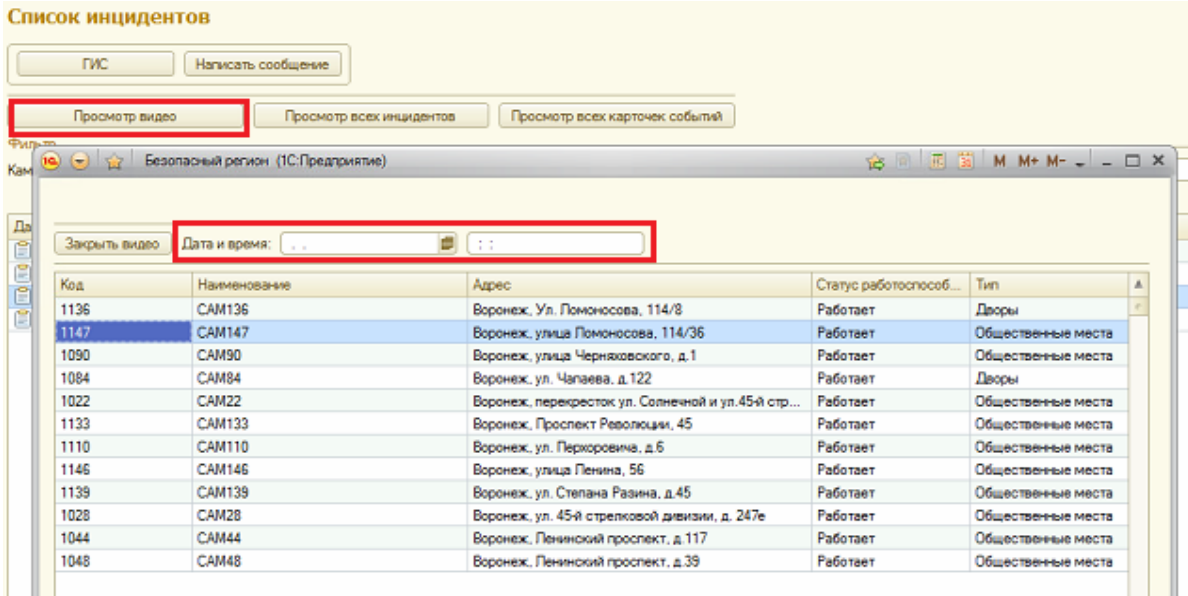 Список инцидентов
ГИС Написать сообщение
Просмотр видео Просмотр всех инцидентов Просмотр всех карточек событий
Фильтр
1С Безопасный регион (1С:Предприятие) 31 M M+ M-
Кам
Да
Закрыть видео Дата и время: . . : :
Код Наименование Адрес Статус работоспособ... Тип
1136 CAM136 Воронеж, Ул. Ломоносова, 114/8 Работает Дворы
1147 CAM147 Воронеж, улица Ломоносова, 114/36 Работает Общественные места
1090 CAM90 Воронеж, улица Черняховского, д.1 Работает Общественные места
1084 CAM84 Воронеж, ул. Чапаева, д.122 Работает Дворы
1022 CAM22 Воронеж, перекресток ул. Солнечной и ул.45-й стр... Работает Общественные места
1133 CAM133 Воронеж, Проспект Революции, 45 Работает Общественные места
1110 CAM110 Воронеж, ул. Перхоровича, д.6 Работает Общественные места
1146 CAM146 Воронеж, улица Ленина, 56 Работает Общественные места
1139 CAM139 Воронеж, ул. Степана Разина, д.45 Работает Общественные места
1028 CAM28 Воронеж, ул. 45-й стрелковой дивизии, д. 247е Работает Общественные места
1044 CAM44 Воронеж, Ленинский проспект, д.117 Работает Общественные места
1048 CAM48 Воронеж, Ленинский проспект, д.39 Работает Общественные места